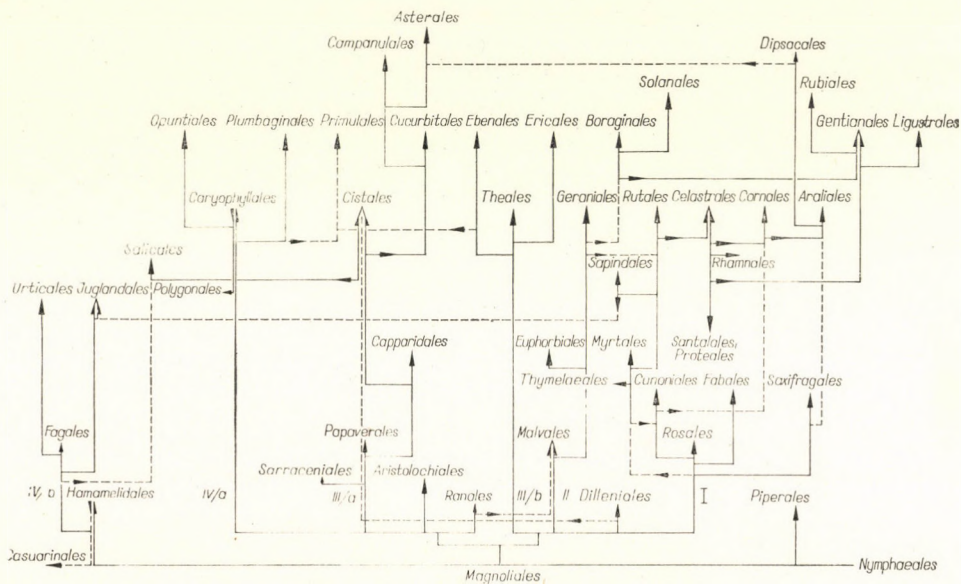 Asterales
Campanulales
Dipsacales
Solanales
Rubiales
Opuntiales Plumbaginales Primulales Cucurbitales Ebenales Ericales Boraginales Gentianales Ligustrales
Caryophyllales Cistales Theales Geraniales Rutales Celastrales Cornales Araliales
Salicales Sapindales Rhamnales
Urticales Juglandales Polygonales
Capparidales Euphorbiales Myrtales Santalales,
Proteales
Thymelaeales Cunoniales Fabales Saxifragales
Fagales Papaverales Malvales Rosales
Sarraceniales Aristolochiales
Hamamelidales IV/a III/a Ranales III/b II Dilleniales I Piperales
Casuarinales Nymphaeales
Magnoliales